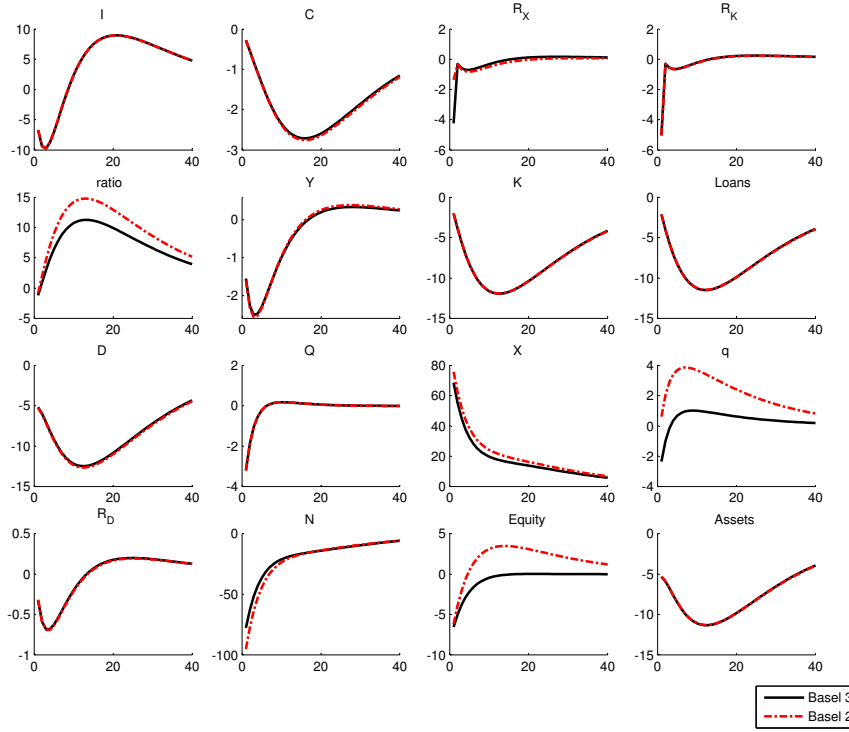 I C R_X R_K
10 0 2 2
5 -1 0 0
0 -2 -2 -2
-5 -4 -4
-10 -3 -6 -6
0 20 40 0 20 40 0 20 40 0 20 40
ratio Y K Loans
15 0 0
10 0 -5 -5
5 -1
0 -10 -10
-5 -2 -15 -15
0 20 40 0 20 40 0 20 40 0 20 40
D Q X q
0 2 80 4
-5 0 60 2
-10 -2 40 0
20 -2
-15 -4 0 -4
0 20 40 0 20 40 0 20 40 0 20 40
R_D N Equity Assets
0.5 0 5 0
0 -50 0 -5
-0.5 -5 -10
-1 -100 -10 -15
0 20 40 0 20 40 0 20 40 0 20 40
Basel 3
Basel 2